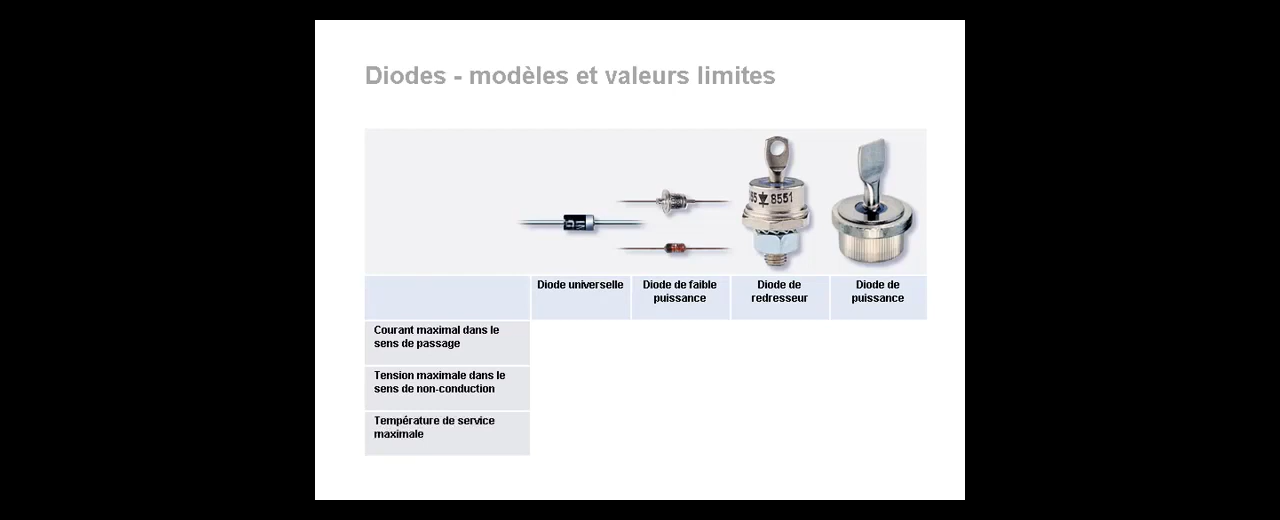 Diodes - modèles et valeurs limites
8551
Diode universelle
Diode de faible
puissance
Diode de
redresseur
Diode de
puissance
Courant maximal dans le
sens de passage
Tension maximale dans le
sens de non-conduction
Température de service
maximale